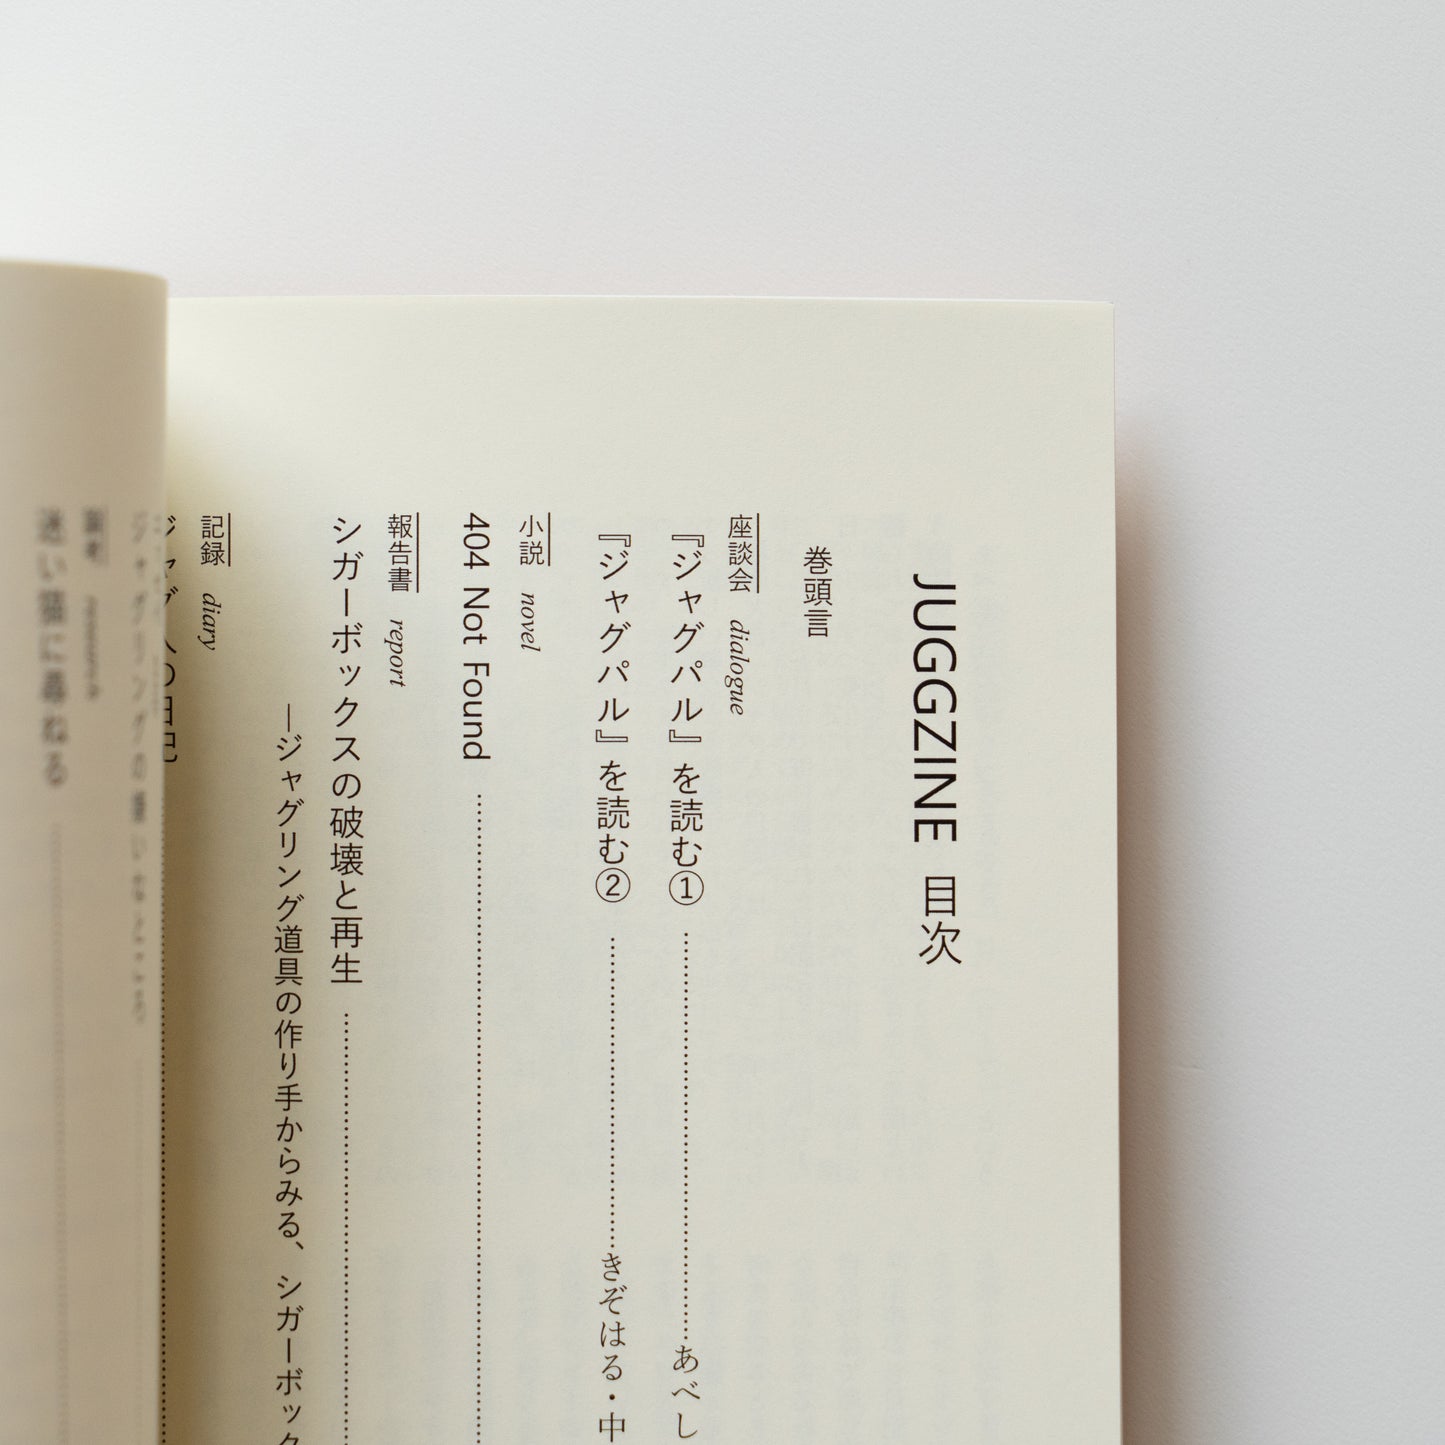 JUGGZINE 目次
巻頭言
座談会 dialogue
『ジャグパル』を読む① あべし
『ジャグパル』を読む② きぞはる・中
小説 novel
404 Not Found
報告書 report
シガーボックスの破壊と再生
―ジャグリング道具の作り手からみる、シガーボック
記録 diary
迷い猫に尋ねる